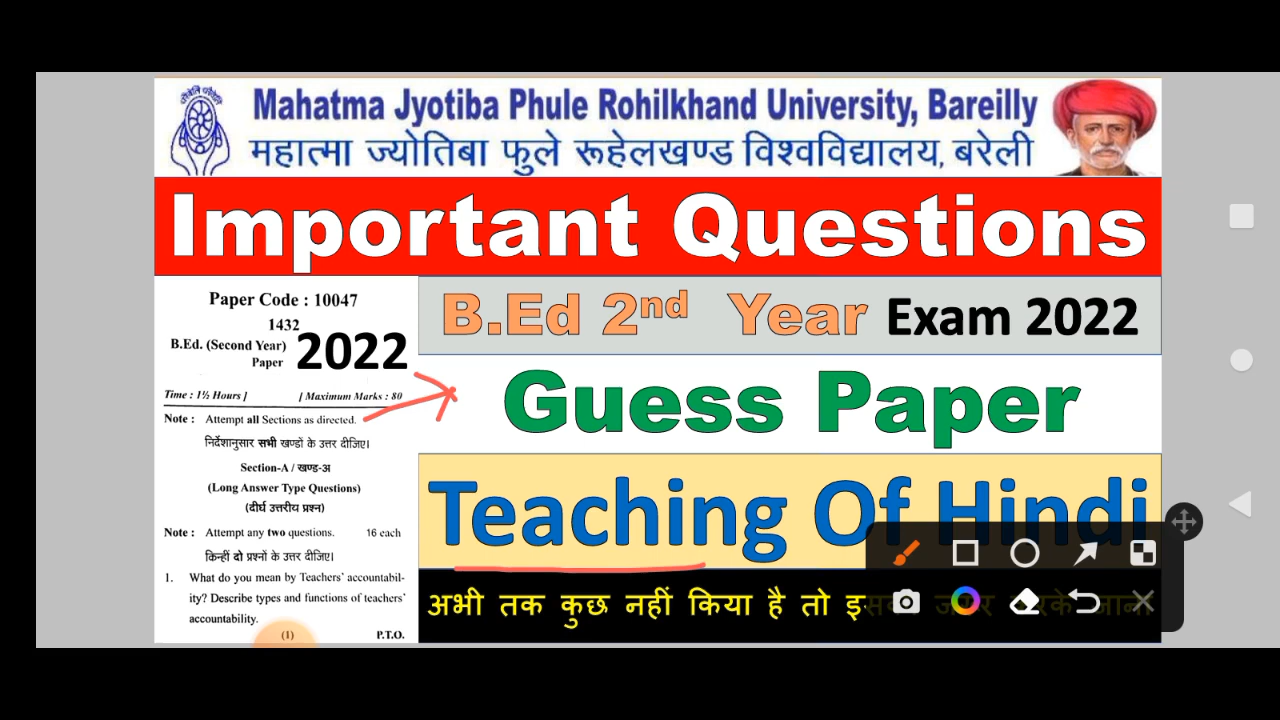 Mahatma Jyotiba Phule Rohilkhand University, Bareilly
महात्मा ज्योतिबा फुले रूहेलखण्ड विश्वविद्यालय, बरेली
Important Questions
Paper Code : 10047
1432
B.Ed. (Second Year)
2022
Paper
Time : 1½ Hours ]
[ Maximum Marks : 80
Note : Attempt all Sections as directed.
निर्देशानुसार सभी खण्डों के उत्तर दीजिए।
Section-A / खण्ड-अ
(Long Answer Type Questions)
(दीर्घ उत्तरीय प्रश्न)
Note : Attempt any two questions. 16 each
किन्हीं दो प्रश्नों के उत्तर दीजिए।
1. What do you mean by Teachers' accountabil-
ity? Describe types and functions of teachers'
accountability.
(1) P.T.O.
B.Ed 2nd Year Exam 2022
Guess Paper
Teaching Of Hindi
अभी तक कुछ नहीं किया है तो